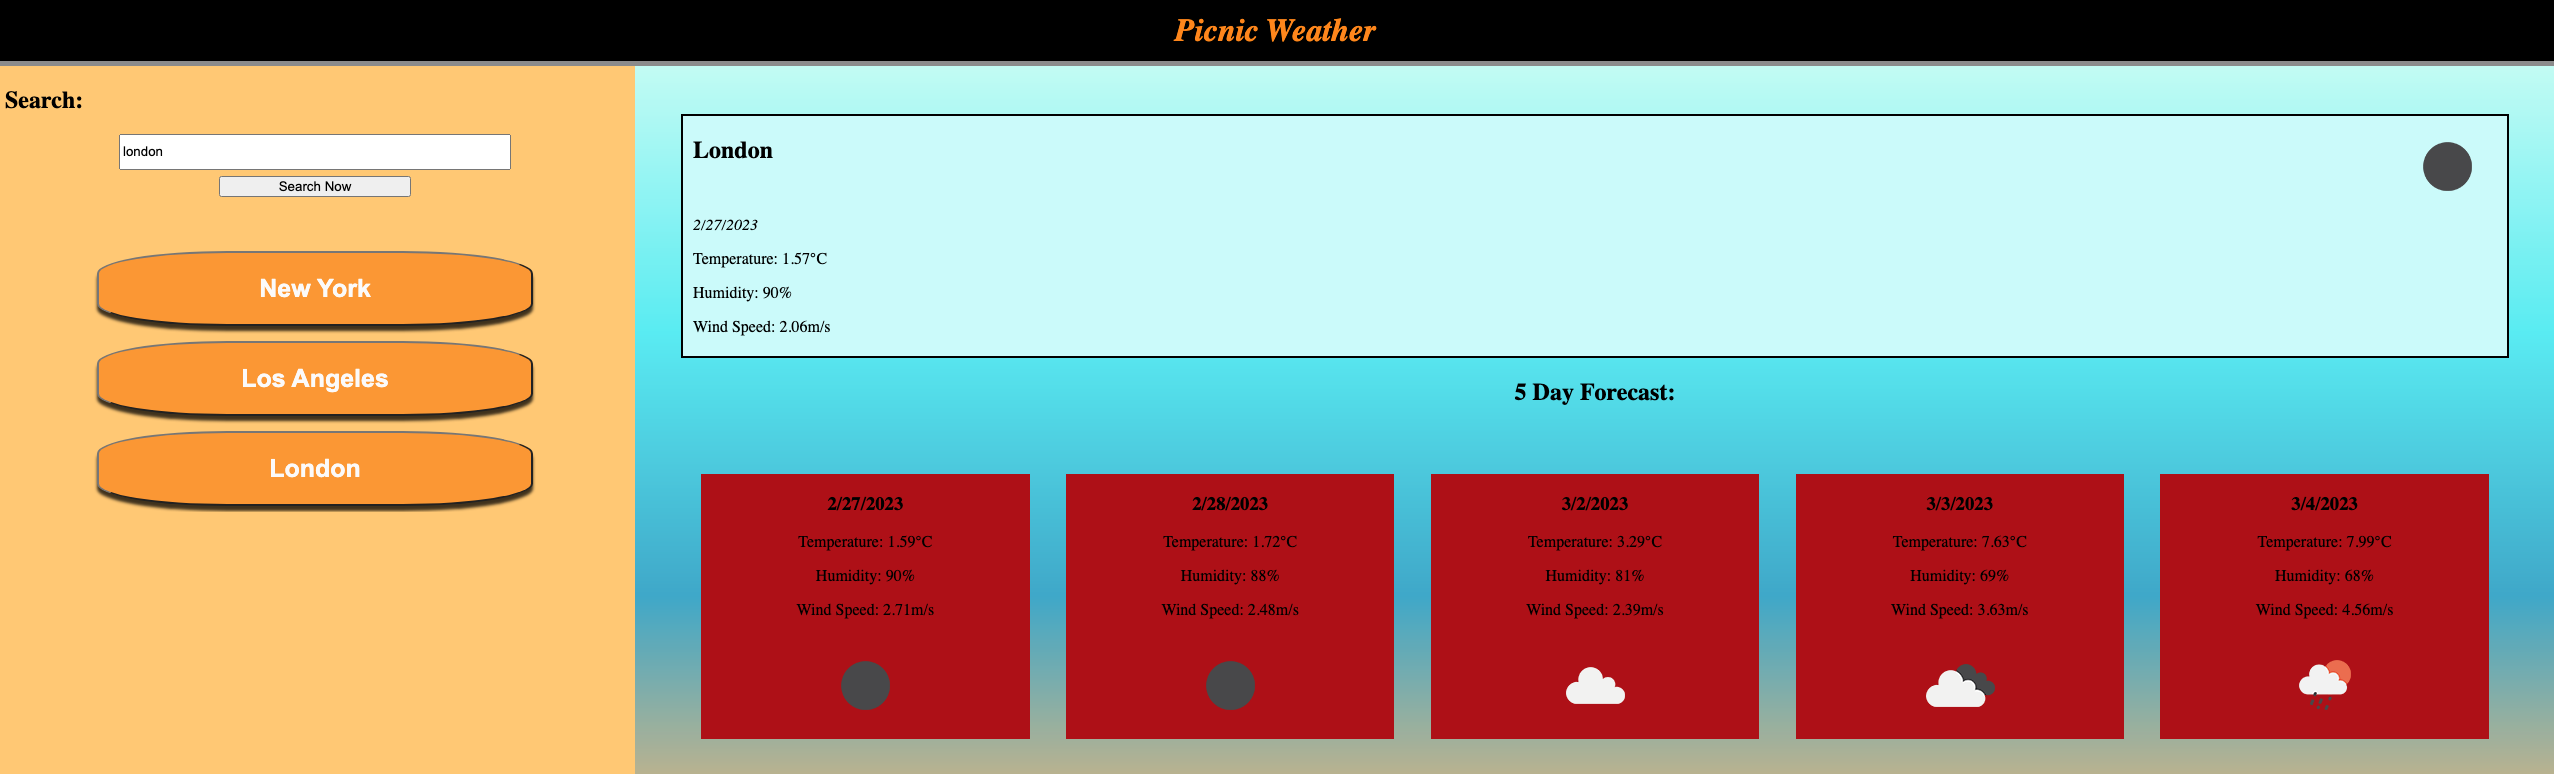 Picnic Weather
Search:
london
Search Now
New York
Los Angeles
London
London
2/27/2023
Temperature: 1.57°C
Humidity: 90%
Wind Speed: 2.06m/s
5 Day Forecast:
2/27/2023
Temperature: 1.59°C
Humidity: 90%
Wind Speed: 2.71m/s
2/28/2023
Temperature: 1.72°C
Humidity: 88%
Wind Speed: 2.48m/s
3/2/2023
Temperature: 3.29°C
Humidity: 81%
Wind Speed: 2.39m/s
3/3/2023
Temperature: 7.63°C
Humidity: 69%
Wind Speed: 3.63m/s
3/4/2023
Temperature: 7.99°C
Humidity: 68%
Wind Speed: 4.56m/s